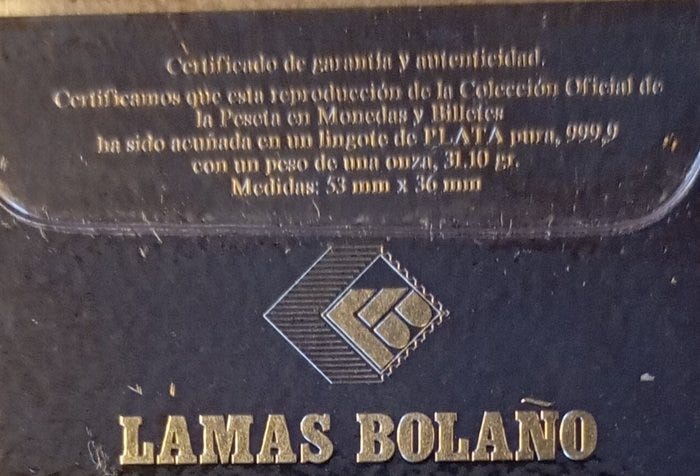 Certificado de garantía y autenticidad.
Certificamos que esta reproducción de la Colección Oficial de
la Peseta en Monedas y Billetes
ha sido acuñada en un lingote de PLATA pura, 999,9
con un peso de una onza, 31.10 gr.
Medidas: 53 mm x 36 mm
LAMAS BOLAÑO